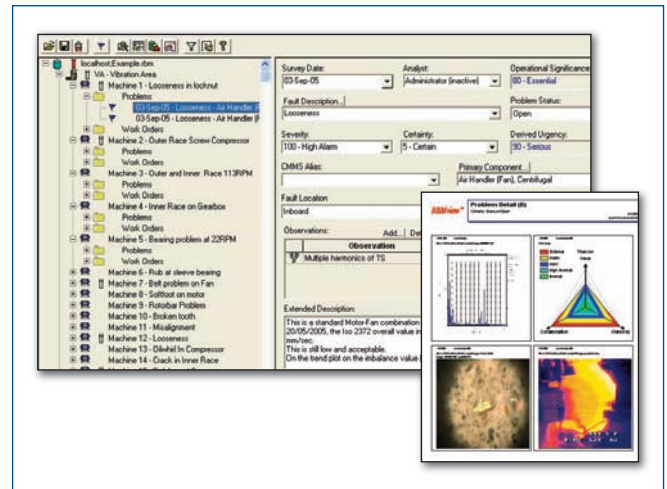 localhost:Example.rbm
VA - Vibration Area
Machine 1 - Looseness in locknut
Problems
03-Sep-05 - Looseness - Air Handler (F
03-Sep-05 - Looseness - Air Handler (F
Work Orders
Machine 2 - Outer Race Screw Compressor
Problems
Work Orders
Machine 3 - Outer and Inner Race 113RPM
Problems
Work Orders
Machine 4 - Inner Race on Gearbox
Problems
Work Orders
Machine 5 - Bearing problem at 22RPM
Problems
Work Orders
Machine 6 - Rub at sleeve bearing
Machine 7 - Belt problem on Fan
Machine 8 - Softfoot on motor
Machine 9 - Rotorbar Problem
Machine 10 - Broken tooth
Machine 11 - Misalignment
Machine 12 - Looseness
Machine 13 - Oilwhirl In Compressor
Machine 14 - Crack in Inner Race
Survey Date: Analyst: Operational Significance
03-Sep-05 Administrator (inactive) 80 - Essential
Fault Description... Problem Status:
Looseness Open
Severity: Certainty: Derived Urgency:
100 - High Alarm 5 - Certain 90 - Serious
CMMS Alias: Primary Component...
Air Handler (Fan), Centrifugal
Fault Location
Inboard
Observations: Add... Del
Observation
Multiple harmonics of TS
Extended Description:
This is a standard Motor-Fan combination
20/05/2005, the Iso 2372 overall value in
mm/sec.
This is still low and acceptable.
On the trend plot on the imbalance value
RBMview
Problem Detail (B)